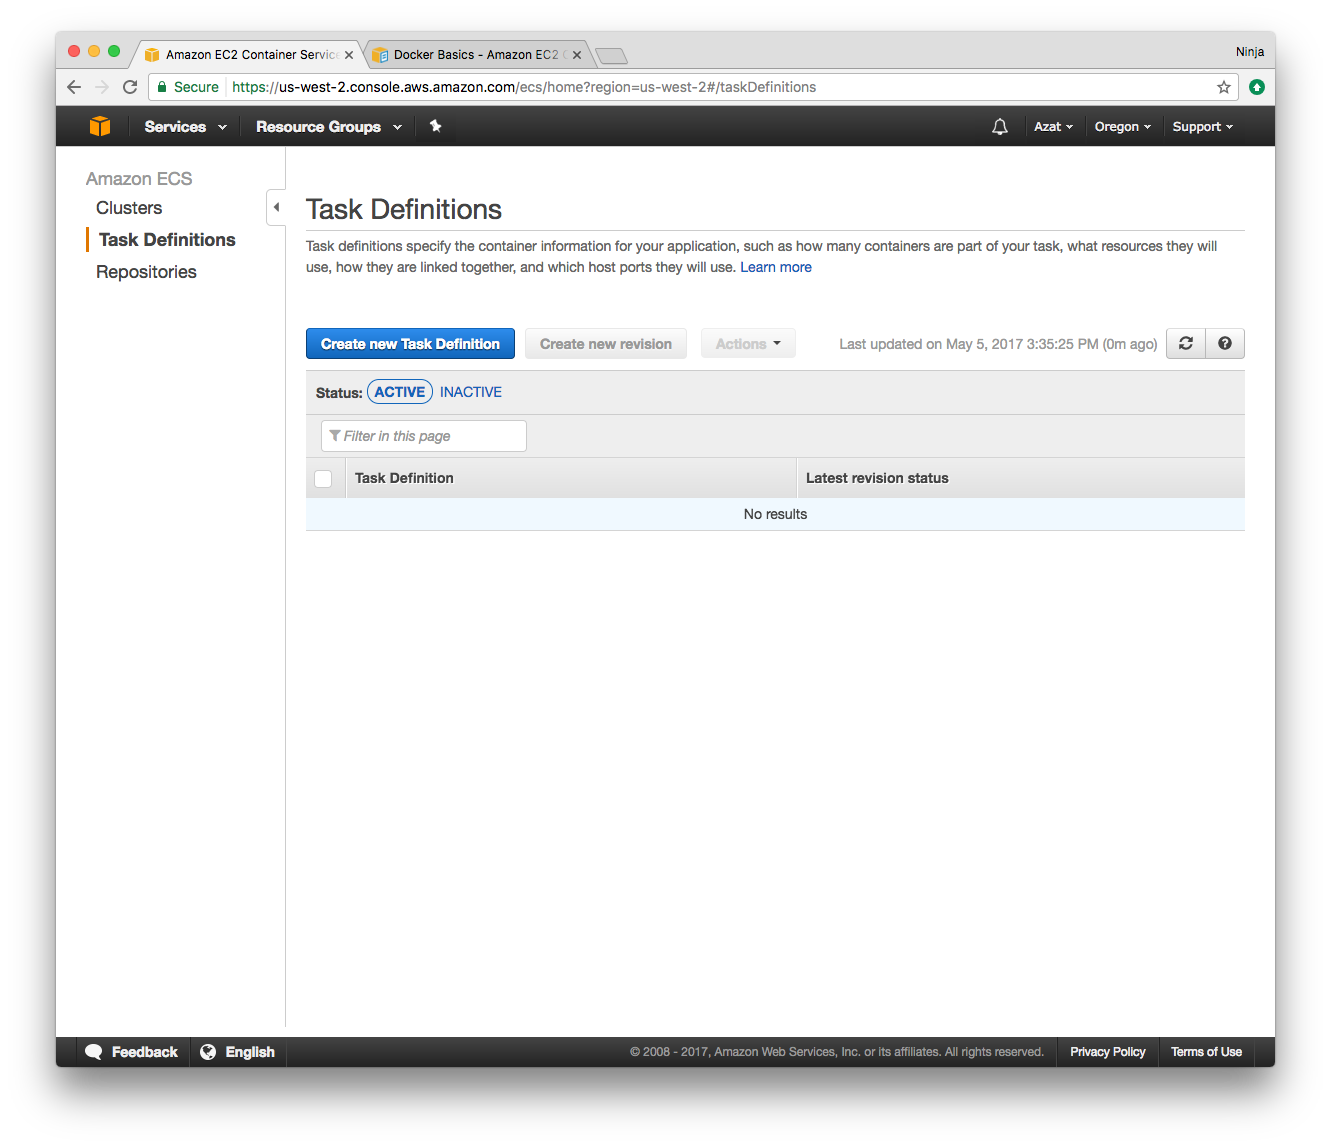 Amazon EC2 Container Service
Docker Basics - Amazon EC2
Ninja
Secure https://us-west-2.console.aws.amazon.com/ecs/home?region=us-west-2#/taskDefinitions
Services Resource Groups Azat Oregon Support
Amazon ECS
Clusters
Task Definitions
Repositories
Task Definitions
Task definitions specify the container information for your application, such as how many containers are part of your task, what resources they will
use, how they are linked together, and which host ports they will use. Learn more
Create new Task Definition Create new revision Actions Last updated on May 5, 2017 3:35:25 PM (0m ago)
Status: ACTIVE INACTIVE
Filter in this page
Task Definition Latest revision status
No results
Feedback English © 2008 - 2017, Amazon Web Services, Inc. or its affiliates. All rights reserved. Privacy Policy Terms of Use